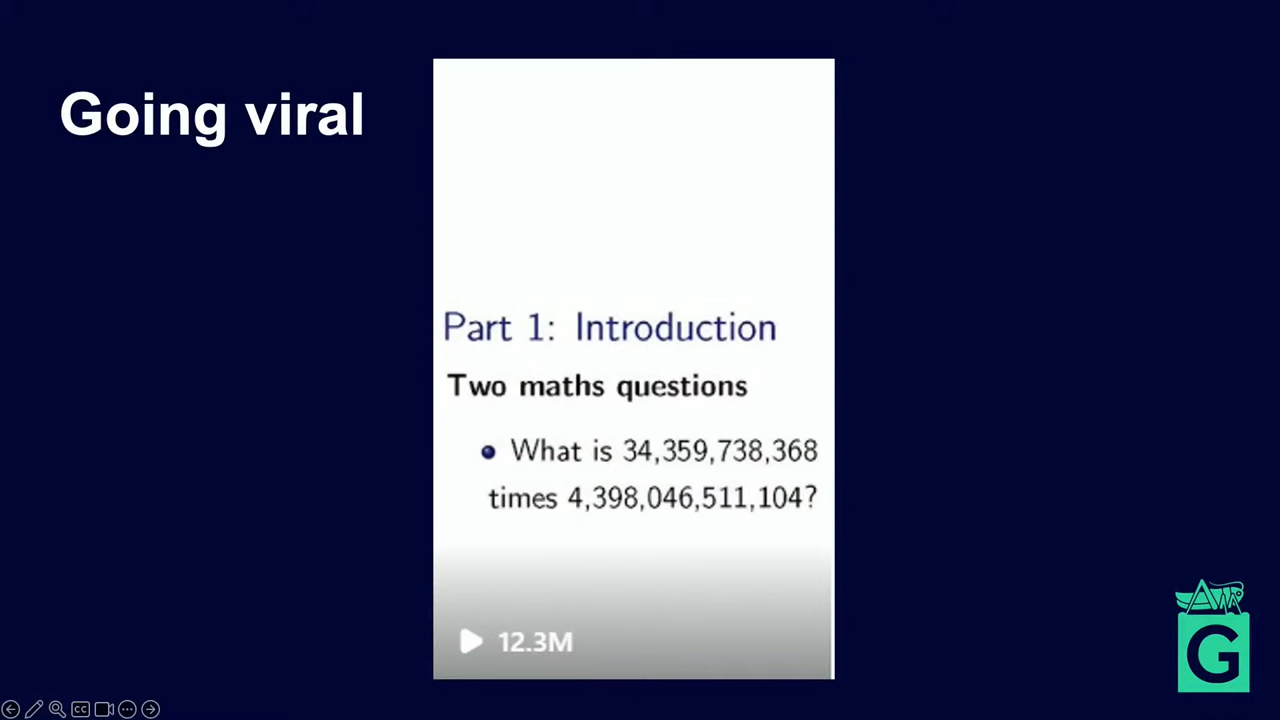 Going viral
Part 1: Introduction
Two maths questions
What is 34,359,738,368
times 4,398,046,511,104?
12.3M
G
CC